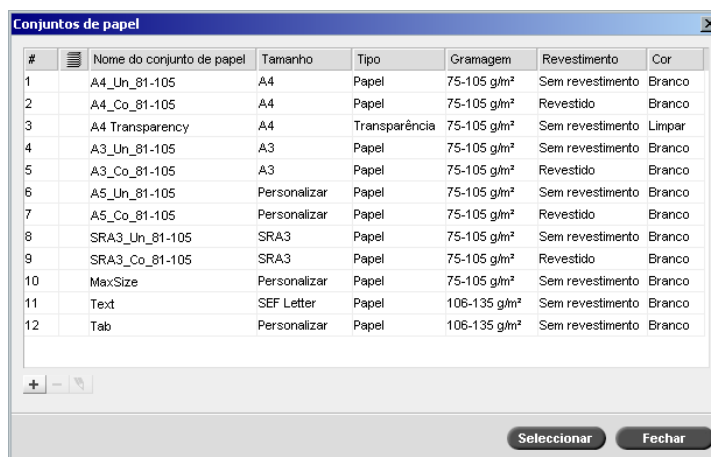 Conjuntos de papel
# Nome do conjunto de papel Tamanho Tipo Gramagem Revestimento Cor
1 A4_Un_81-105 A4 Papel 75-105 g/m² Sem revestimento Branco
2 A4_Co_81-105 A4 Papel 75-105 g/m² Revestido Branco
3 A4 Transparency A4 Transparência 75-105 g/m² Sem revestimento Limpar
4 A3_Un_81-105 A3 Papel 75-105 g/m² Sem revestimento Branco
5 A3_Co_81-105 A3 Papel 75-105 g/m² Revestido Branco
6 A5_Un_81-105 Personalizar Papel 75-105 g/m² Sem revestimento Branco
7 A5_Co_81-105 Personalizar Papel 75-105 g/m² Revestido Branco
8 SRA3_Un_81-105 SRA3 Papel 75-105 g/m² Sem revestimento Branco
9 SRA3_Co_81-105 SRA3 Papel 75-105 g/m² Revestido Branco
10 MaxSize Personalizar Papel 75-105 g/m² Sem revestimento Branco
11 Text SEF Letter Papel 106-135 g/m² Sem revestimento Branco
12 Tab Personalizar Papel 106-135 g/m² Sem revestimento Branco
Seleccionar Fechar